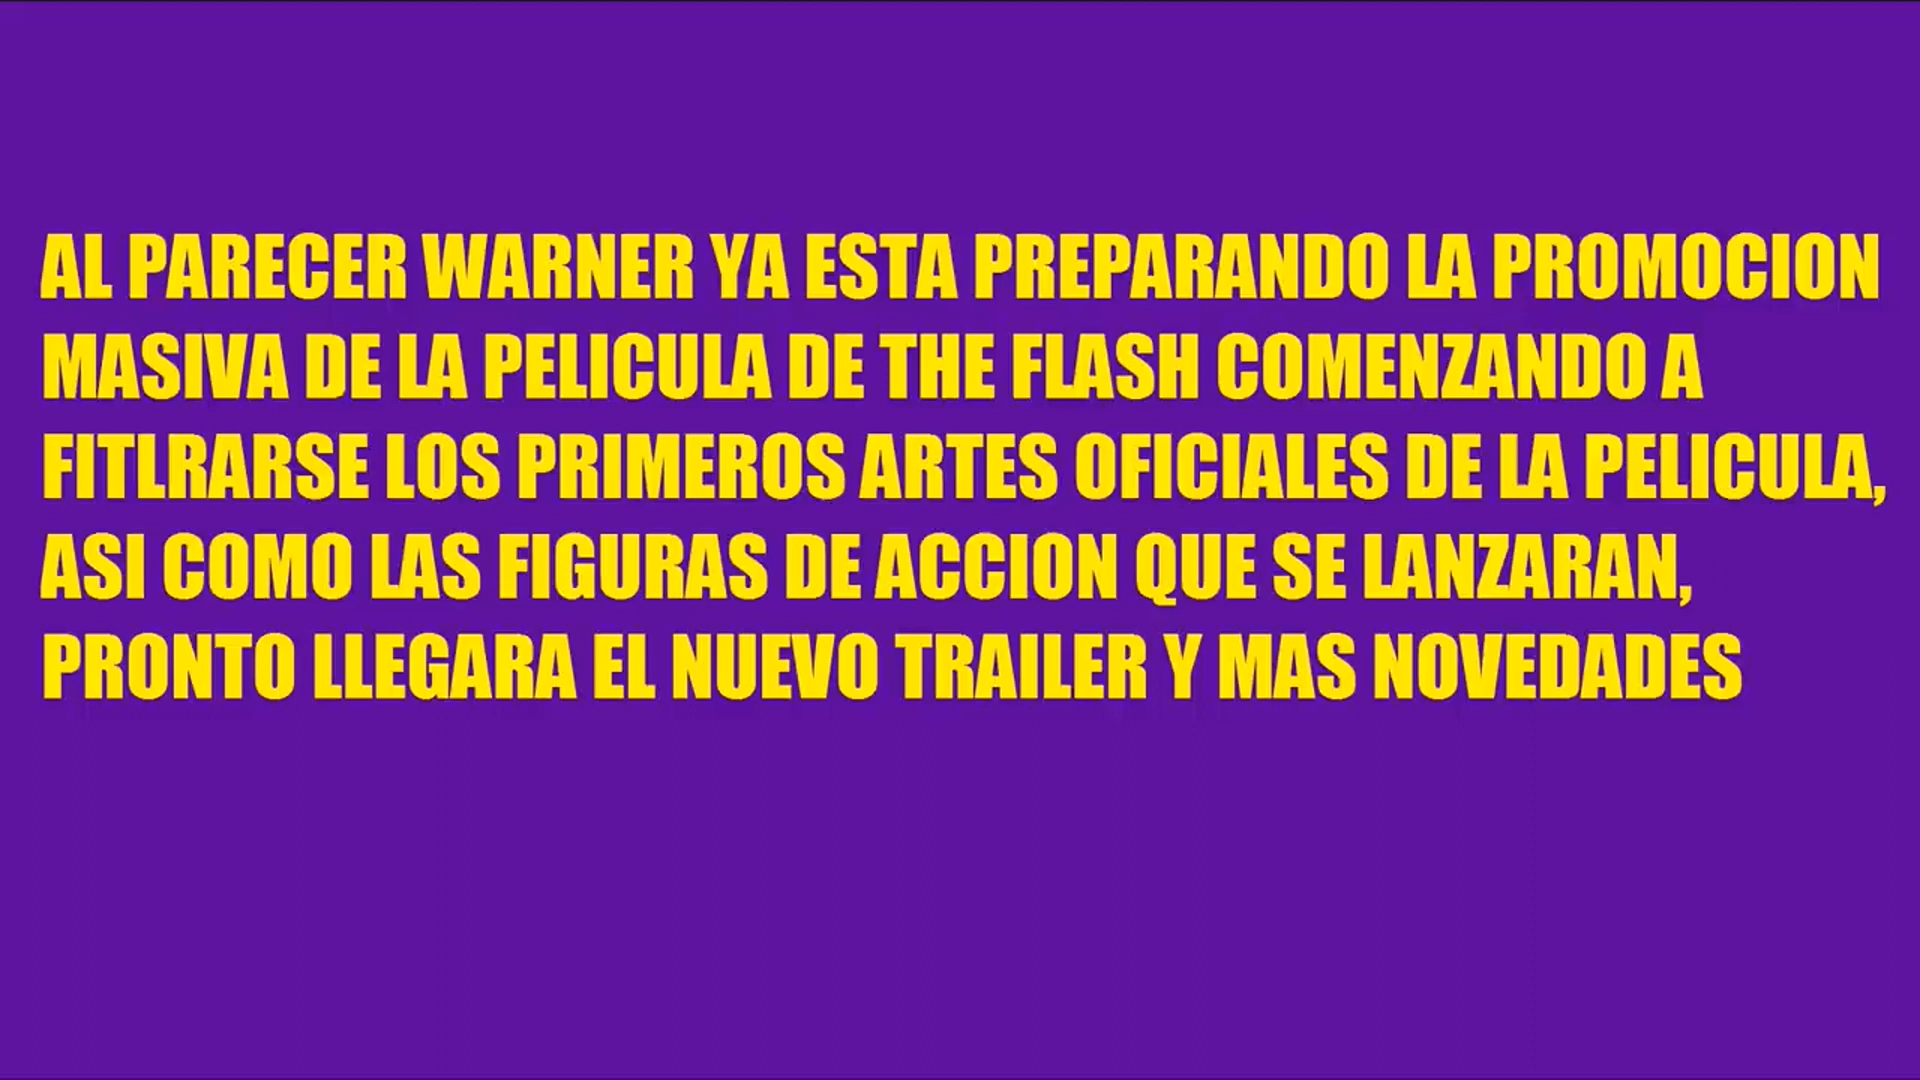 AL PARECER WARNER YA ESTA PREPARANDO LA PROMOCION
MASIVA DE LA PELICULA DE THE FLASH COMENZANDO A
FITLRARSE LOS PRIMEROS ARTES OFICIALES DE LA PELICULA,
ASI COMO LAS FIGURAS DE ACCION QUE SE LANZARAN,
PRONTO LLEGARA EL NUEVO TRAILER Y MAS NOVEDADES